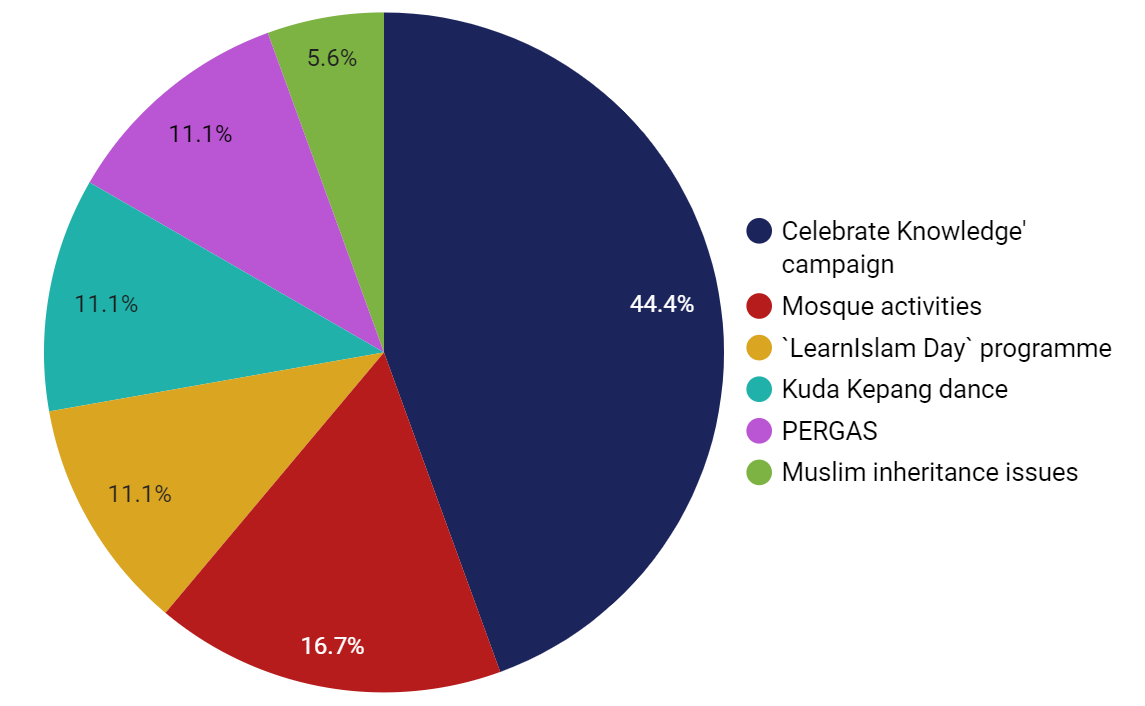 5.6%
11.1%
11.1%
11.1%
16.7%
44.4%
Celebrate Knowledge'
campaign
Mosque activities
`LearnIslam Day` programme
Kuda Kepang dance
PERGAS
Muslim inheritance issues